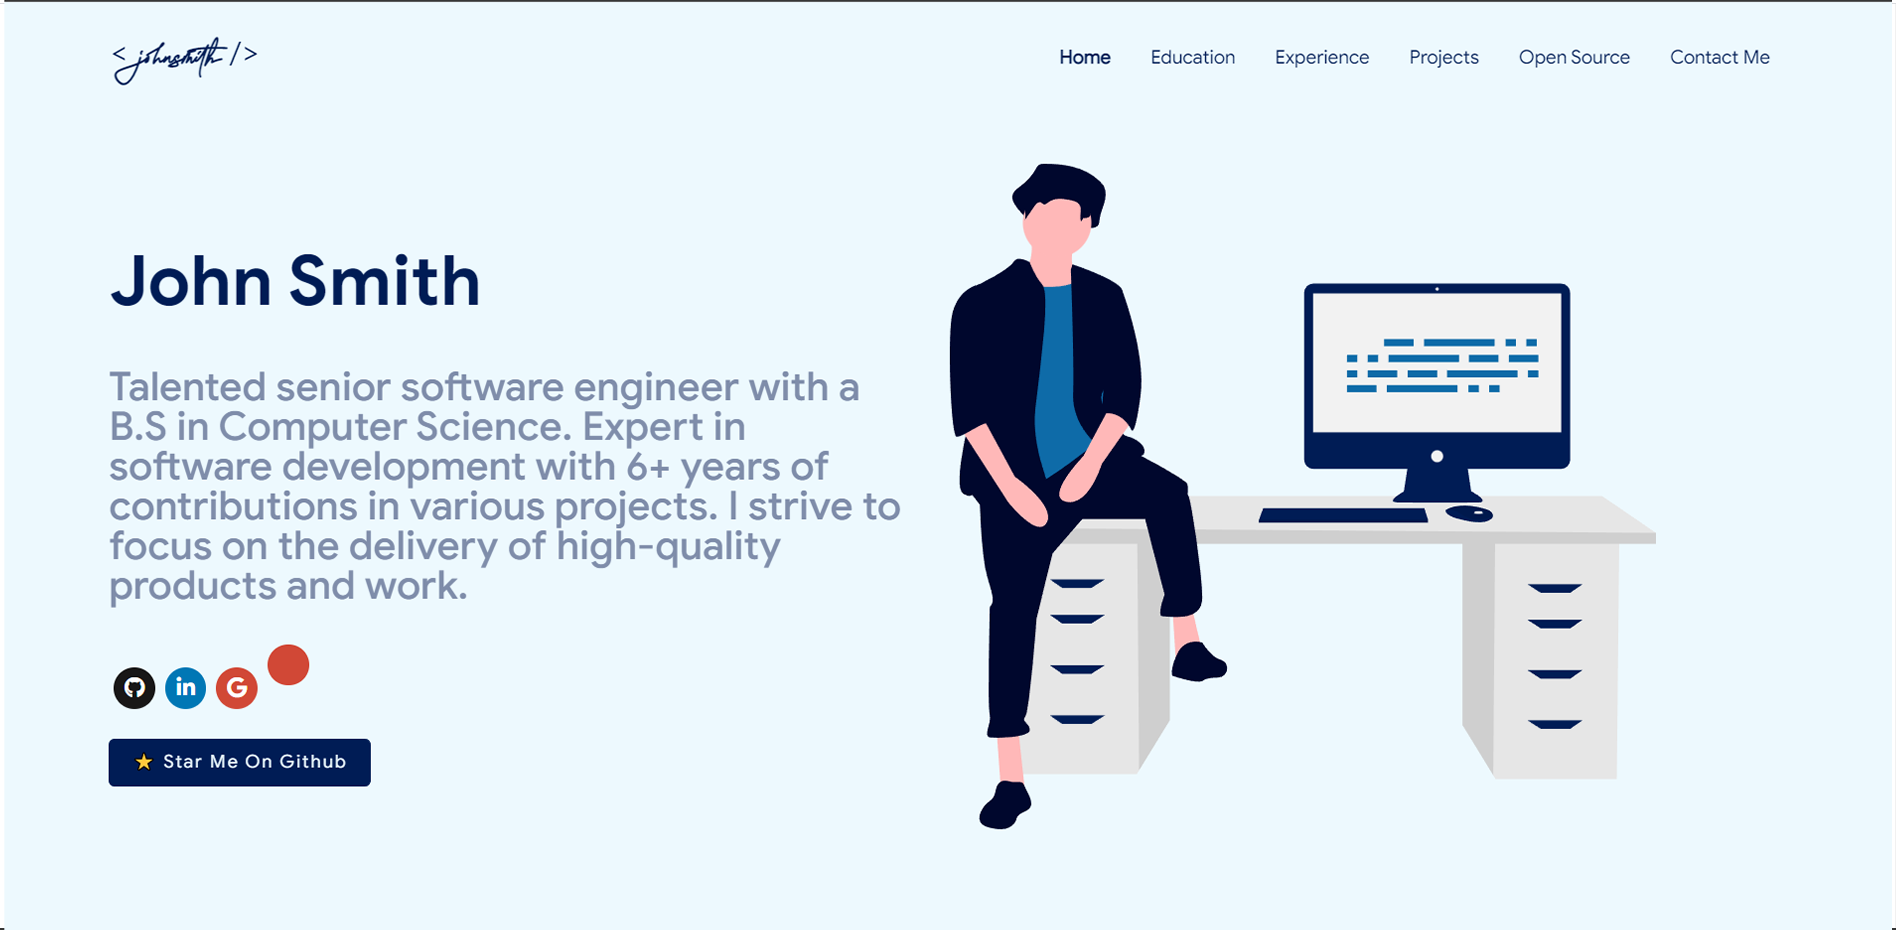 <johnsmith/>
Home Education Experience Projects Open Source Contact Me
John Smith
Talented senior software engineer with a
B.S in Computer Science. Expert in
software development with 6+ years of
contributions in various projects. I strive to
focus on the delivery of high-quality
products and work.
in G
Star Me On Github